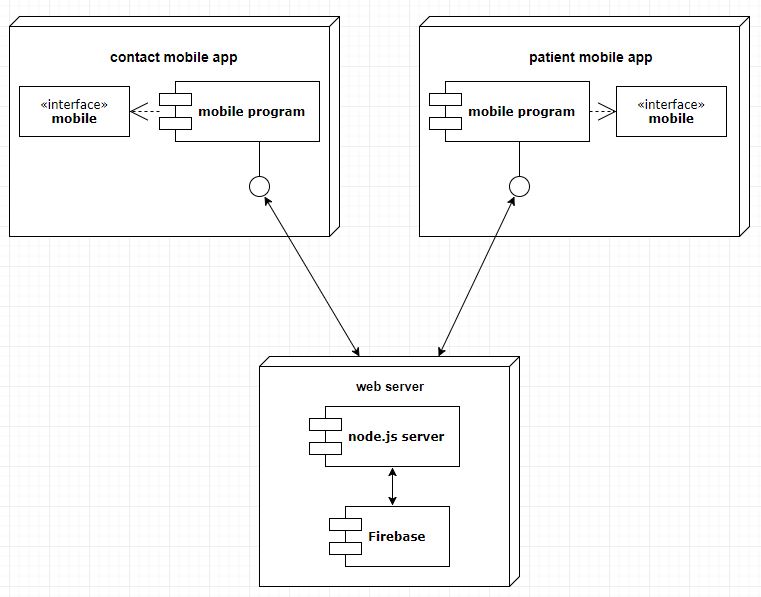 contact mobile app
«interface»
mobile
mobile program
patient mobile app
mobile program
«interface»
mobile
web server
node.js server
Firebase